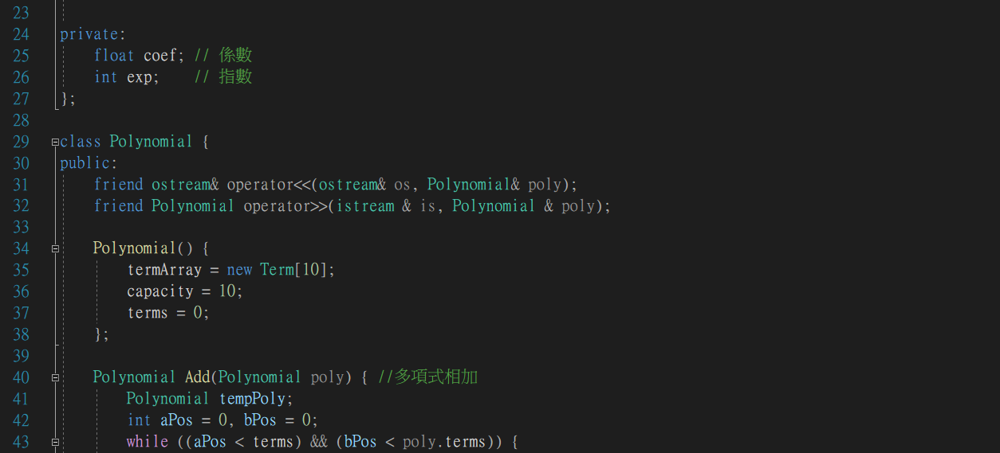 23
24 private:
25 float coef; // 係數
26 int exp; // 指數
27 };
28
29 class Polynomial {
30 public:
31 friend ostream& operator<<(ostream& os, Polynomial& poly);
32 friend Polynomial operator>>(istream & is, Polynomial & poly);
33
34 Polynomial() {
35 termArray = new Term[10];
36 capacity = 10;
37 terms = 0;
38 };
39
40 Polynomial Add(Polynomial poly) { //多項式相加
41 Polynomial tempPoly;
42 int aPos = 0, bPos = 0;
43 while ((aPos < terms) && (bPos < poly.terms)) {